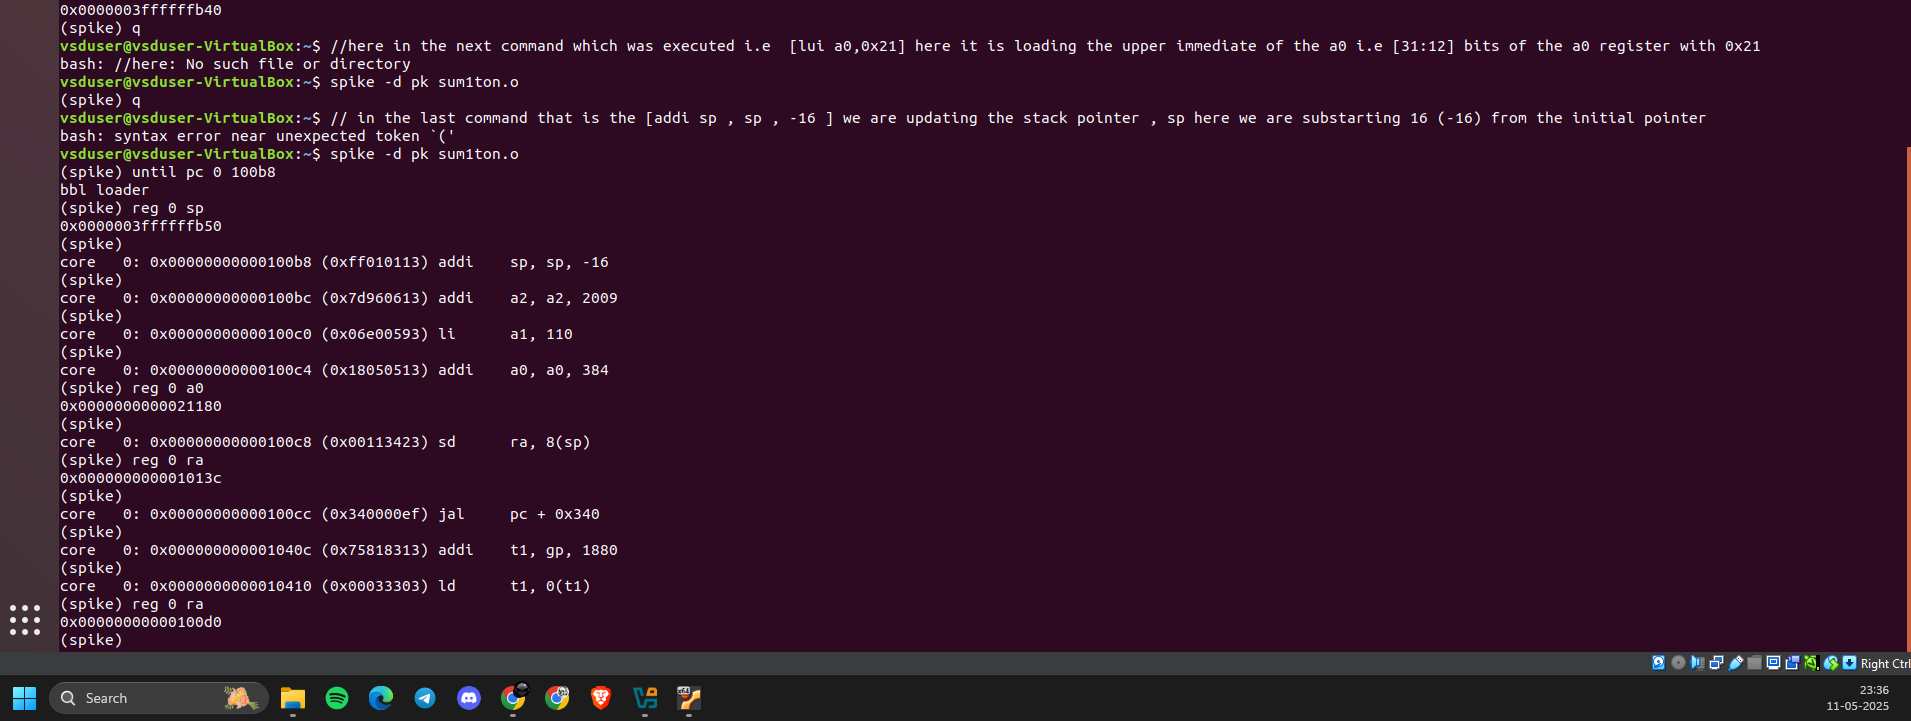 0x0000003ffffffb40
(spike) q
vsduser@vsduser-VirtualBox:~$ //here in the next command which was executed i.e  [lui a0,0x21] here it is loading the upper immediate of the a0 i.e [31:12] bits of the a0 register with 0x21
bash: //here: No such file or directory
vsduser@vsduser-VirtualBox:~$ spike -d pk sum1ton.o
(spike) q
vsduser@vsduser-VirtualBox:~$ // in the last command that is the [addi sp , sp , -16 ] we are updating the stack pointer , sp here we are substarting 16 (-16) from the initial pointer
bash: syntax error near unexpected token `('
vsduser@vsduser-VirtualBox:~$ spike -d pk sum1ton.o
(spike) until pc 0 100b8
bbl loader
(spike) reg 0 sp
0x0000003ffffffb50
(spike)
core   0: 0x00000000000100b8 (0xff010113) addi    sp, sp, -16
(spike)
core   0: 0x00000000000100bc (0x7d960613) addi    a2, a2, 2009
(spike)
core   0: 0x00000000000100c0 (0x06e00593) li      a1, 110
(spike)
core   0: 0x00000000000100c4 (0x18050513) addi    a0, a0, 384
(spike) reg 0 a0
0x0000000000021180
(spike)
core   0: 0x00000000000100c8 (0x00113423) sd      ra, 8(sp)
(spike) reg 0 ra
0x000000000001013c
(spike)
core   0: 0x00000000000100cc (0x340000ef) jal     pc + 0x340
(spike)
core   0: 0x000000000001040c (0x75818313) addi    t1, gp, 1880
(spike)
core   0: 0x0000000000010410 (0x00033303) ld      t1, 0(t1)
(spike) reg 0 ra
0x00000000000100d0
(spike)
Right Ctrl
Search
23:36
11-05-2025